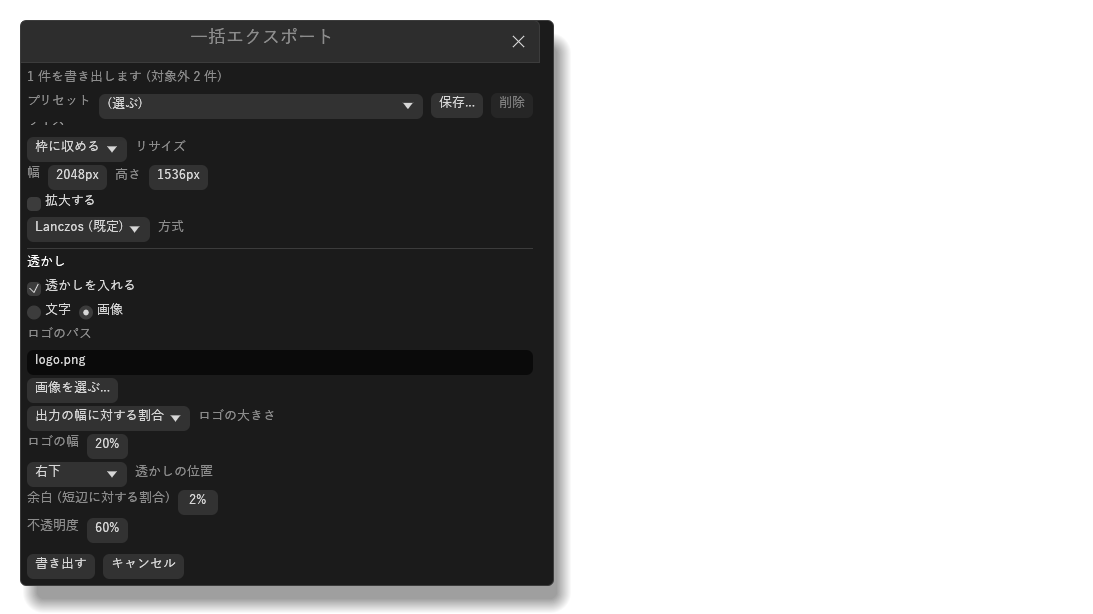 一括エクスポート
1 件を書き出します (対象外 2 件)
プリセット (選ぶ) 保存... 削除
枠に収める リサイズ
幅 2048px 高さ 1536px
拡大する
Lanczos (既定) 方式
透かし
透かしを入れる
文字 画像
ロゴのパス
logo.png
画像を選ぶ...
出力の幅に対する割合 ロゴの大きさ
ロゴの幅 20%
右下 透かしの位置
余白 (短辺に対する割合) 2%
不透明度 60%
書き出す キャンセル